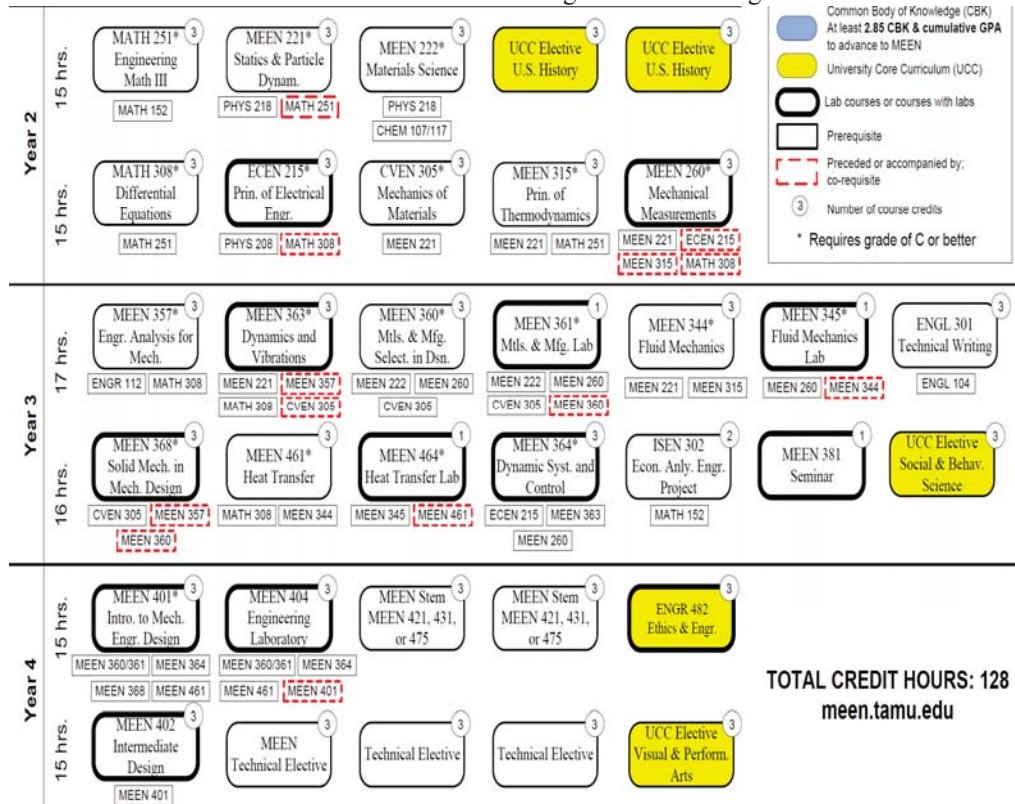 Common Body of Knowledge (CBK)
At least 2.85 CBK & cumulative GPA
to advance to MEEN
University Core Curriculum (UCC)
Lab courses or courses with labs
Prerequisite
Preceded or accompanied by;
co-requisite
3 Number of course credits
* Requires grade of C or better
Year 2
15 hrs.
3
MATH 251*
Engineering
Math III
MATH 152
3
MEEN 221*
Statics & Particle
Dynam.
PHYS 218 MATH 251
3
MEEN 222*
Materials Science
PHYS 218
CHEM 107/117
3
UCC Elective
U.S. History
3
UCC Elective
U.S. History
15 hrs.
3
MATH 308*
Differential
Equations
MATH 251
3
ECEN 215*
Prin. of Electrical
Engr.
PHYS 208 MATH 308
3
CVEN 305*
Mechanics of
Materials
MEEN 221
3
MEEN 315*
Prin. of
Thermodynamics
MEEN 221 MATH 251
3
MEEN 260*
Mechanical
Measurements
MEEN 221 ECEN 215
MEEN 315 MATH 308
Year 3
17 hrs.
3
MEEN 357*
Engr. Analysis for
Mech.
ENGR 112 MATH 308
3
MEEN 363*
Dynamics and
Vibrations
MEEN 221 MEEN 357
MATH 308 CVEN 305
3
MEEN 360*
Mtls. & Mfg.
Select. in Dsn.
MEEN 222 MEEN 260
CVEN 305
1
MEEN 361*
Mtls. & Mfg. Lab
MEEN 222 MEEN 260
CVEN 305 MEEN 360
3
MEEN 344*
Fluid Mechanics
MEEN 221 MEEN 315
1
MEEN 345*
Fluid Mechanics
Lab
MEEN 260 MEEN 344
3
ENGL 301
Technical Writing
ENGL 104
16 hrs.
3
MEEN 368*
Solid Mech. in
Mech. Design
CVEN 305 MEEN 357
MEEN 360
3
MEEN 461*
Heat Transfer
MATH 308 MEEN 344
1
MEEN 464*
Heat Transfer Lab
MEEN 345 MEEN 461
3
MEEN 364*
Dynamic Syst. and
Control
ECEN 215 MEEN 363
MEEN 260
2
ISEN 302
Econ. Anly. Engr.
Project
MATH 152
1
MEEN 381
Seminar
3
UCC Elective
Social & Behav.
Science
Year 4
15 hrs.
3
MEEN 401*
Intro. to Mech.
Engr. Design
MEEN 360/361 MEEN 364
MEEN 368 MEEN 461
3
MEEN 404
Engineering
Laboratory
MEEN 360/361 MEEN 364
MEEN 461 MEEN 401
3
MEEN Stem
MEEN 421, 431,
or 475
3
MEEN Stem
MEEN 421, 431,
or 475
3
ENGR 482
Ethics & Engr.
15 hrs.
3
MEEN 402
Intermediate
Design
MEEN 401
3
MEEN
Technical Elective
3
Technical Elective
3
Technical Elective
3
UCC Elective
Visual & Perform.
Arts
TOTAL CREDIT HOURS: 128
meen.tamu.edu